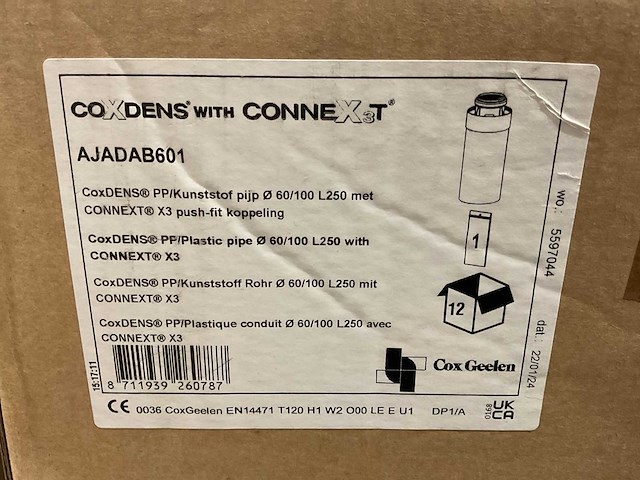 COXDENS® WITH CONNEX3T®
AJADAB601
CoxDENS® PP/Kunststof pijp Ø 60/100 L250 met
CONNEXT® X3 push-fit koppeling
CoxDENS® PP/Plastic pipe Ø 60/100 L250 with
CONNEXT® X3
CoxDENS® PP/Kunststoff Rohr Ø 60/100 L250 mit
CONNEXT® X3
CoxDENS® PP/Plastique conduit Ø 60/100 L250 avec
CONNEXT® X3
1
12
wo.: 5597044
dat.: 22/01/24
15:17:11
8 711939 260787
Cox Geelen
CE 0036 CoxGeelen EN14471 T120 H1 W2 O00 LE E U1 DP1/A
8910
UK
CA